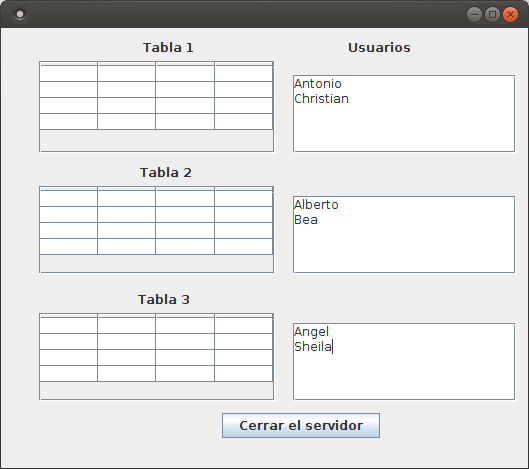 Tabla 1
Usuarios
Antonio
Christian
Tabla 2
Alberto
Bea
Tabla 3
Angel
Sheila
Cerrar el servidor